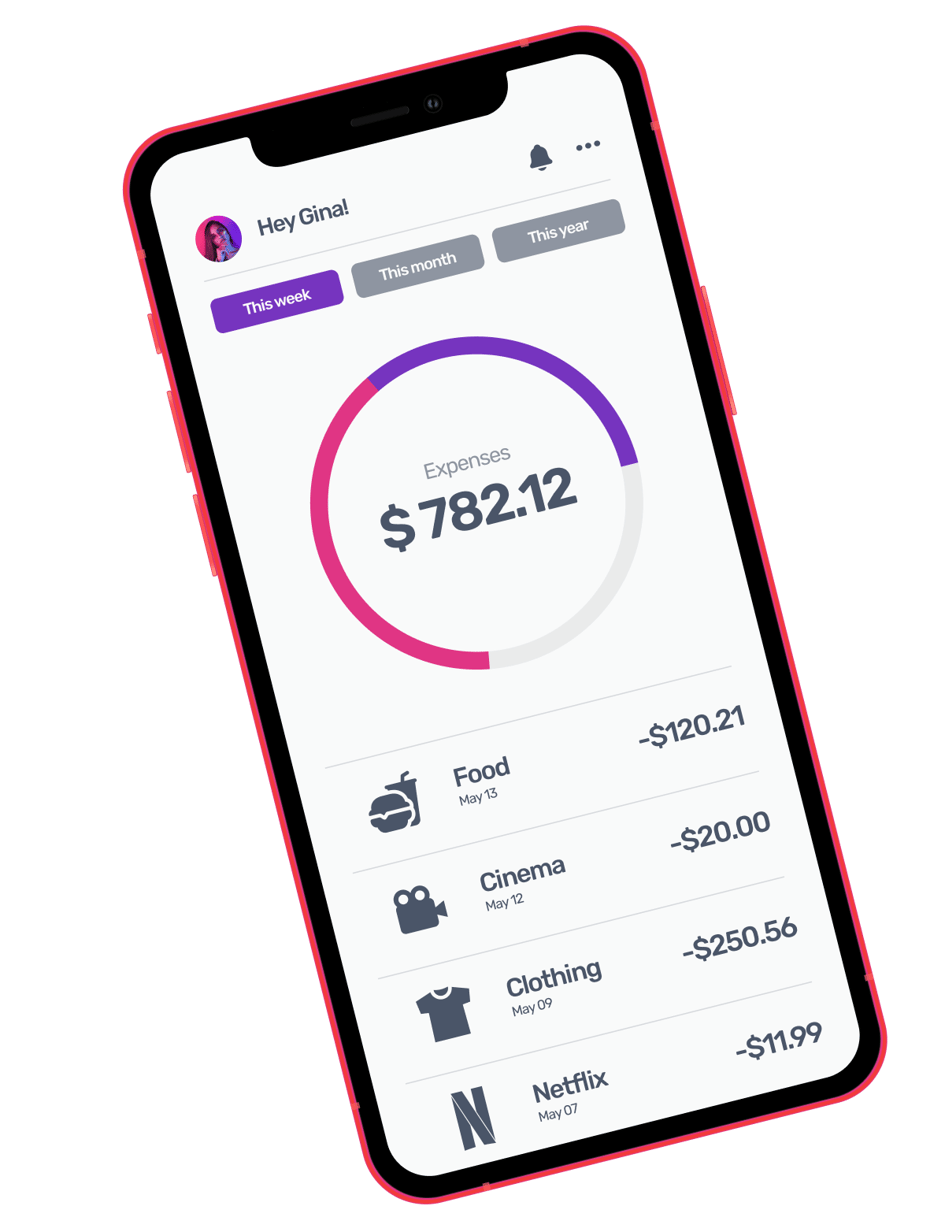 Hey Gina!
This week
This month
This year
Expenses
$ 782.12
Food
May 13
-$120.21
Cinema
May 12
-$20.00
Clothing
May 09
-$250.56
Netflix
May 07
-$11.99